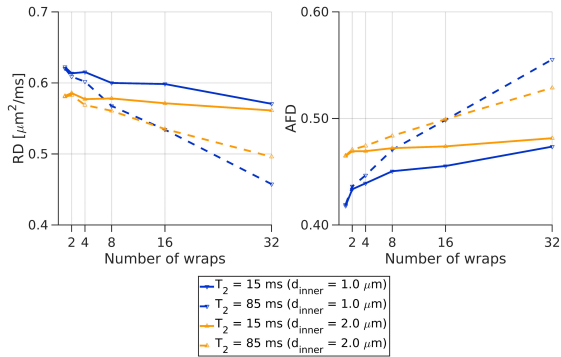 0.7
0.6
0.5
0.4
RD [μm²/ms]
2 4 8 16 32
Number of wraps
0.60
0.50
0.40
AFD
2 4 8 16 32
Number of wraps
T₂ = 15 ms (d_inner = 1.0 μm)
T₂ = 85 ms (d_inner = 1.0 μm)
T₂ = 15 ms (d_inner = 2.0 μm)
T₂ = 85 ms (d_inner = 2.0 μm)